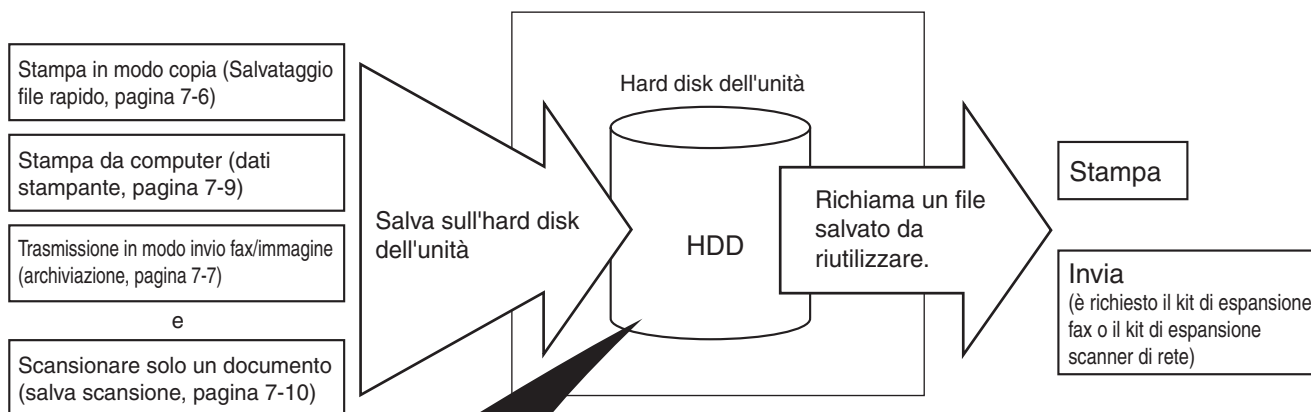 Stampa in modo copia (Salvataggio
file rapido, pagina 7-6)
Stampa da computer (dati
stampante, pagina 7-9)
Trasmissione in modo invio fax/immagine
(archiviazione, pagina 7-7)
e
Scansionare solo un documento
(salva scansione, pagina 7-10)
Salva sull'hard disk
dell'unità
Hard disk dell'unità
HDD
Richiama un file
salvato da
riutilizzare.
Stampa
Invia
(è richiesto il kit di espansione
fax o il kit di espansione
scanner di rete)